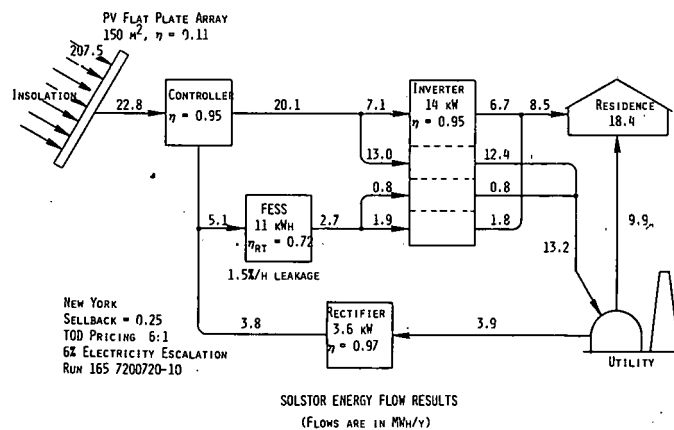 PV FLAT PLATE ARRAY
150 M², η = 0.11
207.5
INSOLATION
22.8
CONTROLLER
η = 0.95
20.1
7.1
INVERTER
14 KW
η = 0.95
6.7
8.5
RESIDENCE
18.4
13.0
12.4
0.8
0.8
5.1
FESS
11 KWH
ηRT = 0.72
2.7
1.9
1.8
9.9
13.2
1.5%/H LEAKAGE
NEW YORK
SELLBACK = 0.25
TOD PRICING 6:1
6% ELECTRICITY ESCALATION
RUN 165 7200720-10
3.8
RECTIFIER
3.6 KW
η = 0.97
3.9
UTILITY
SOLSTOR ENERGY FLOW RESULTS
(FLOWS ARE IN MWH/Y)